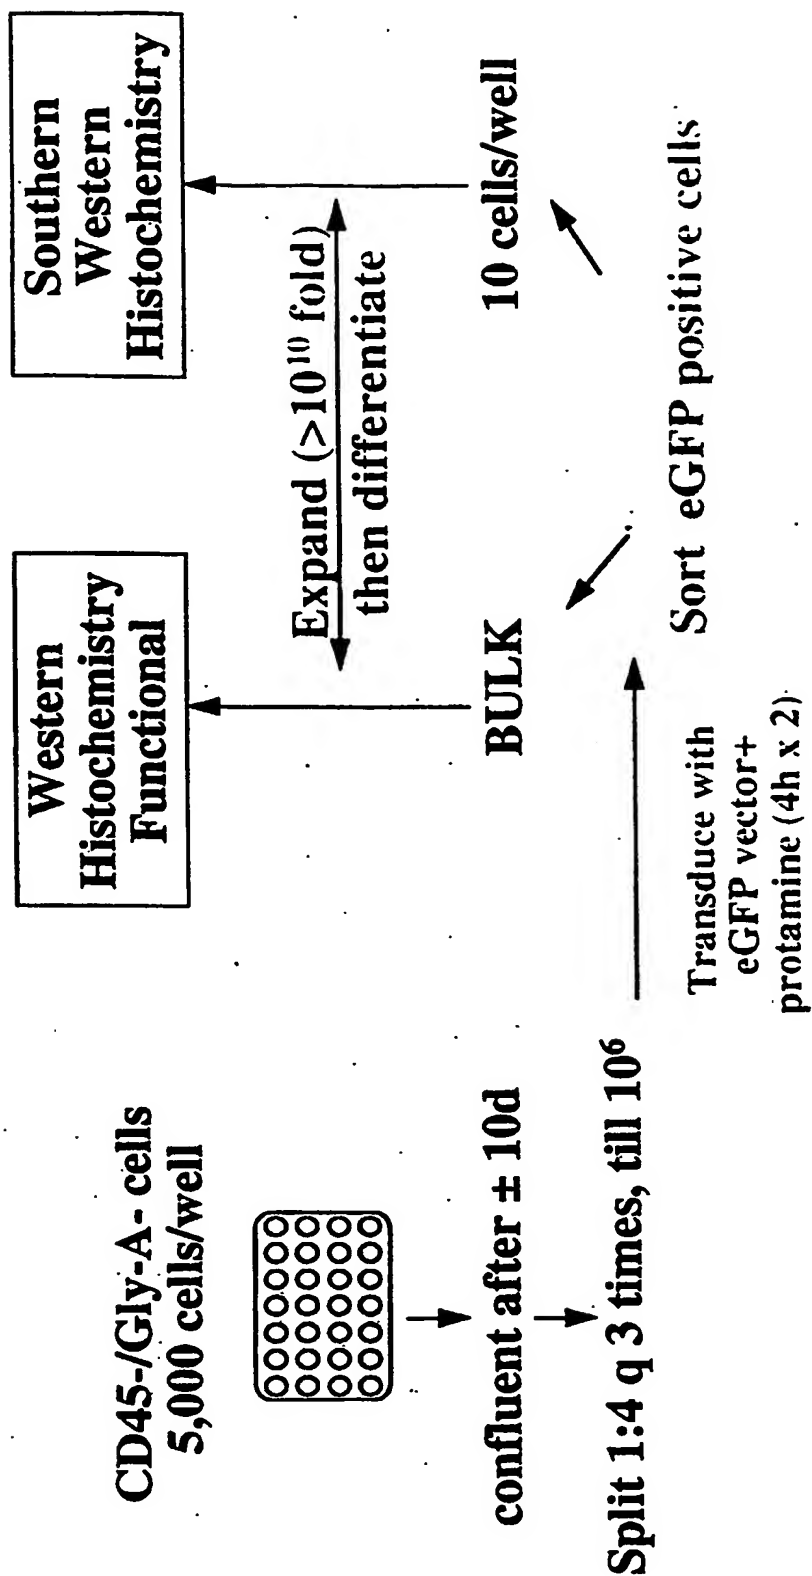 CD45-/Gly-A- cells
5,000 cells/well
confluent after ± 10d
Split 1:4 q 3 times, till 10⁶
Transduce with
eGFP vector+
protamine (4h x 2)
Sort eGFP positive cells
BULK
10 cells/well
Expand (>10¹⁰ fold)
then differentiate
Western
Histochemistry
Functional
Southern
Western
Histochemistry